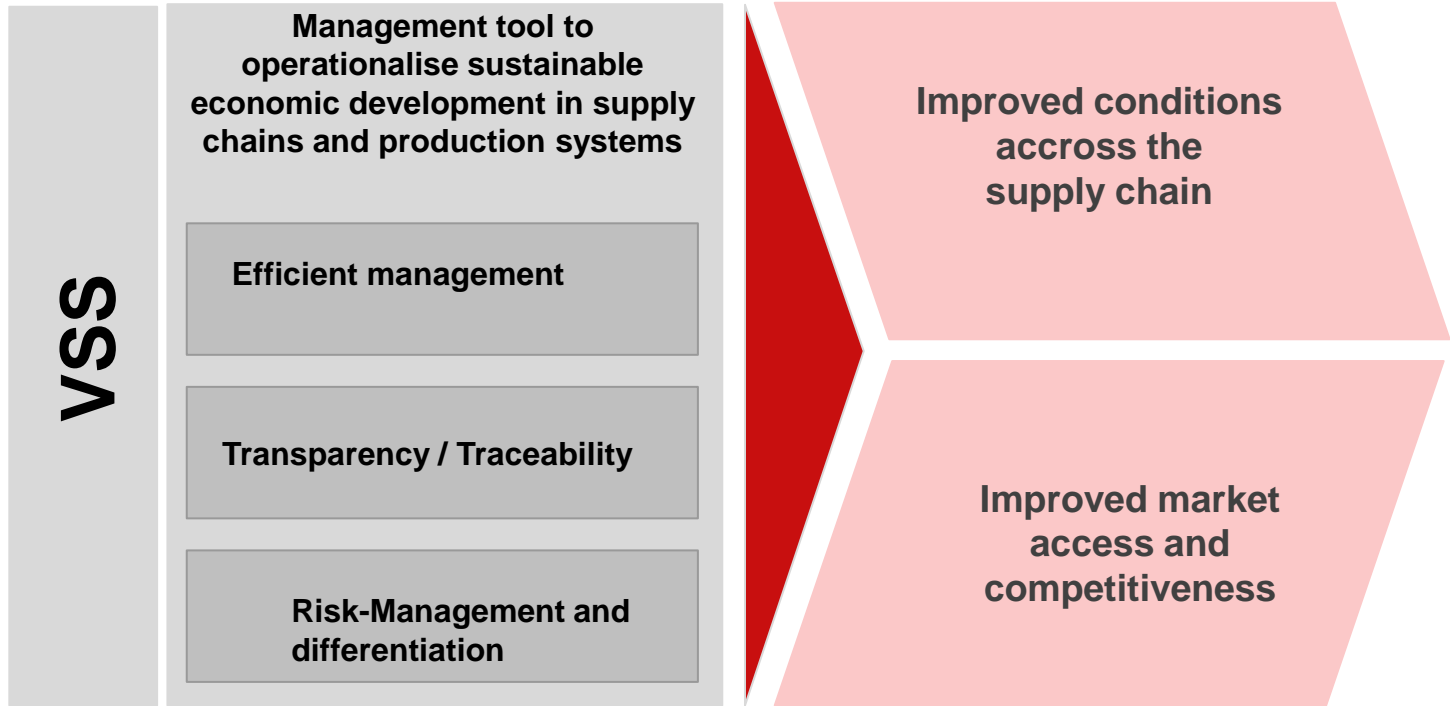 VSS
Management tool to
operationalise sustainable
economic development in supply
chains and production systems
Efficient management
Transparency / Traceability
Risk-Management and
differentiation
Improved conditions
accross the
supply chain
Improved market
access and
competitiveness